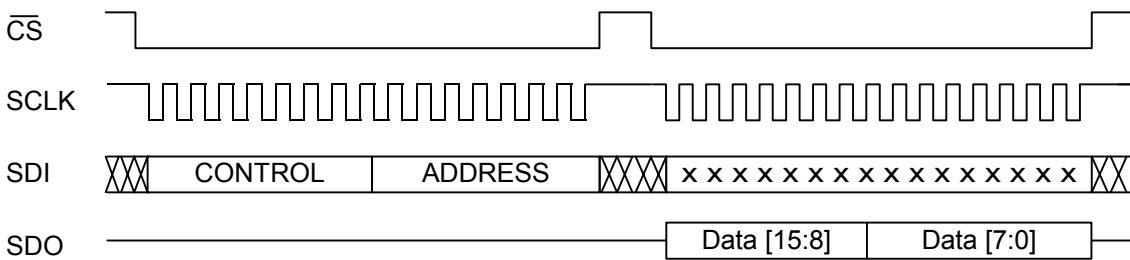 CS
SCLK
SDI CONTROL ADDRESS x x x x x x x x x x x x x x x x
SDO Data [15:8] Data [7:0]